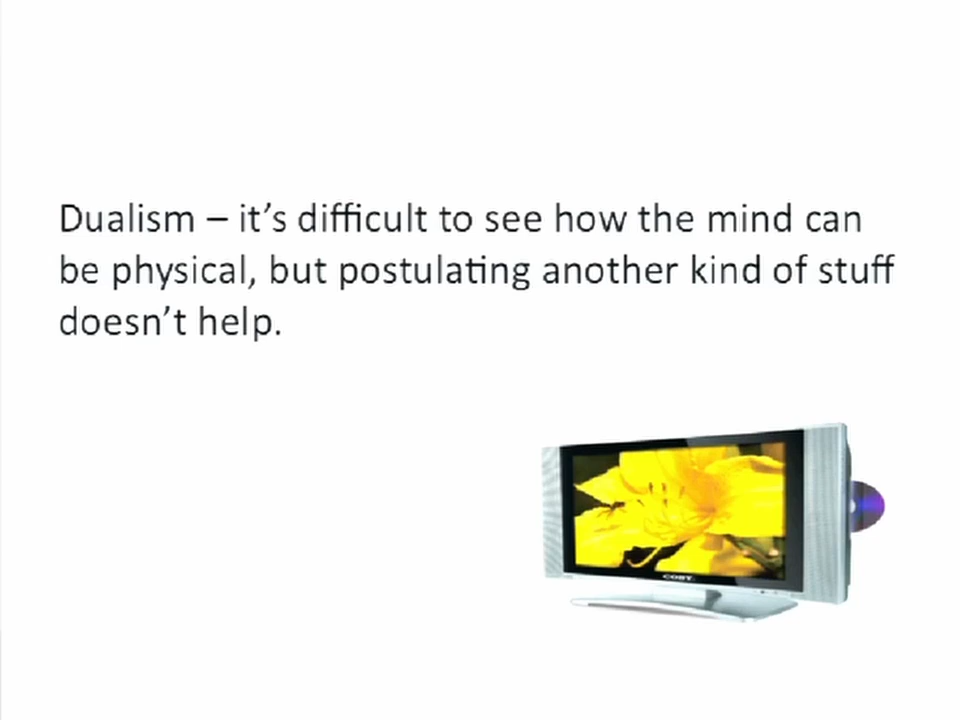 Dualism – it’s difficult to see how the mind can
be physical, but postulating another kind of stuff
doesn’t help.
COBY